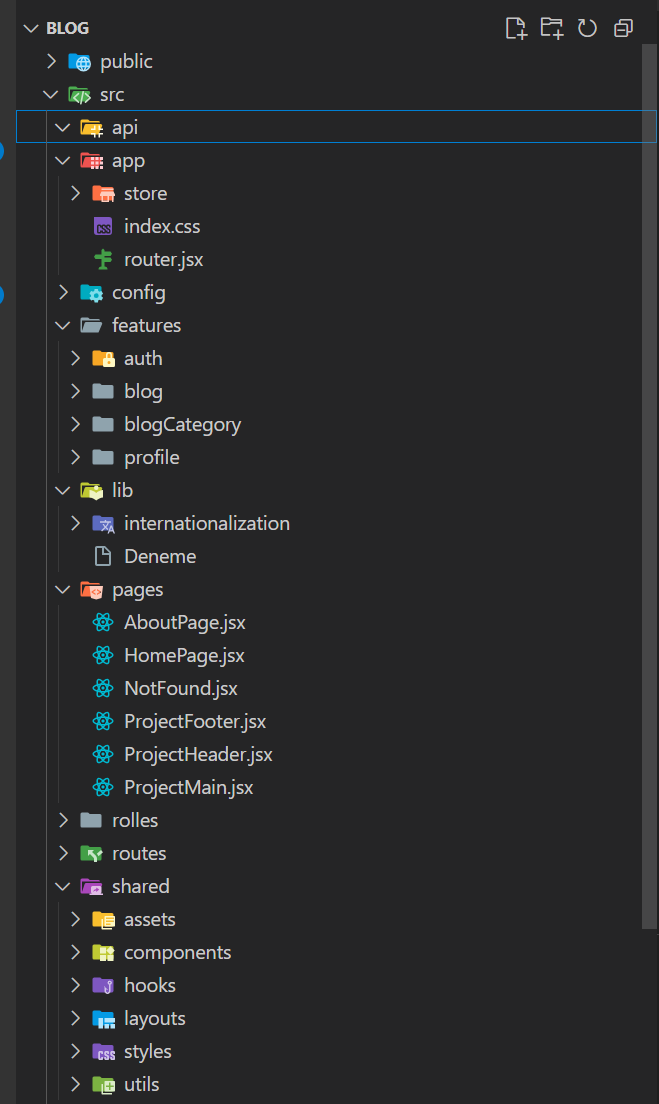 BLOG
public
src
api
app
store
index.css
router.jsx
config
features
auth
blog
blogCategory
profile
lib
internationalization
Deneme
pages
AboutPage.jsx
HomePage.jsx
NotFound.jsx
ProjectFooter.jsx
ProjectHeader.jsx
ProjectMain.jsx
rolles
routes
shared
assets
components
hooks
layouts
styles
utils